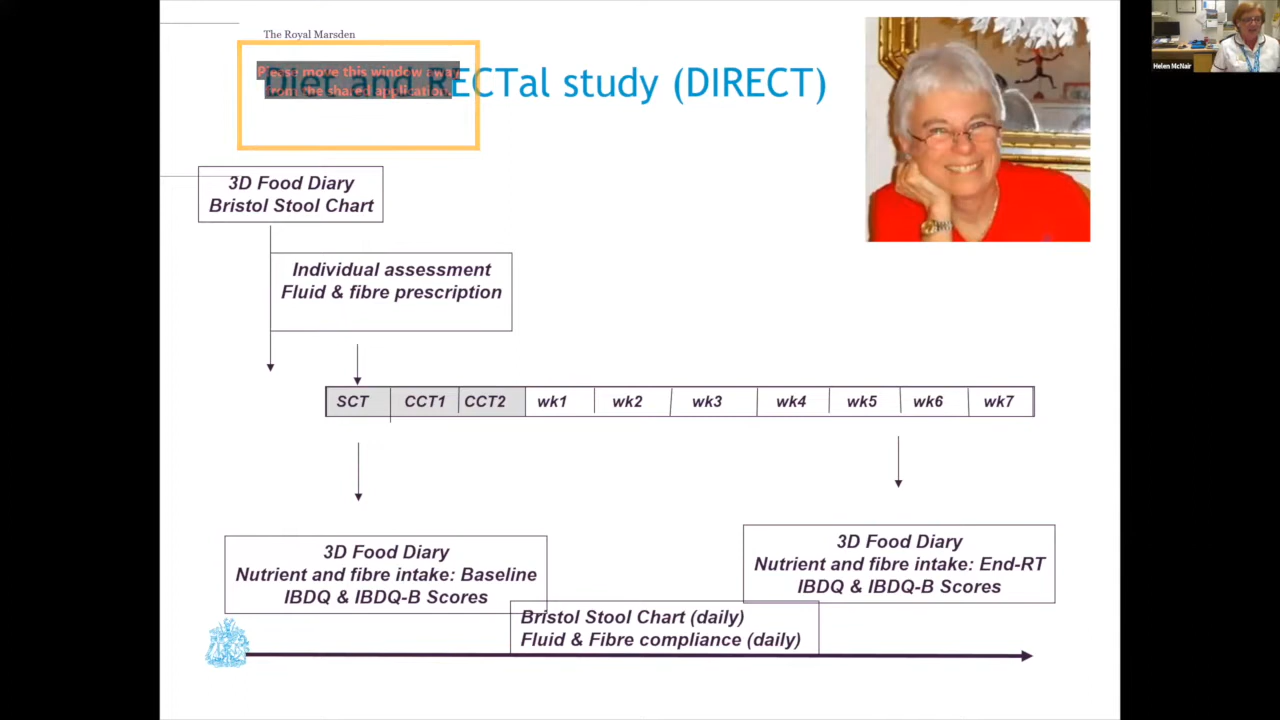 The Royal Marsden
Please move this window away
from the shared application.
RECTal study (DIRECT)
Helen McNair
3D Food Diary
Bristol Stool Chart
Individual assessment
Fluid & fibre prescription
SCT CCT1 CCT2 wk1 wk2 wk3 wk4 wk5 wk6 wk7
3D Food Diary
Nutrient and fibre intake: Baseline
IBDQ & IBDQ-B Scores
3D Food Diary
Nutrient and fibre intake: End-RT
IBDQ & IBDQ-B Scores
Bristol Stool Chart (daily)
Fluid & Fibre compliance (daily)